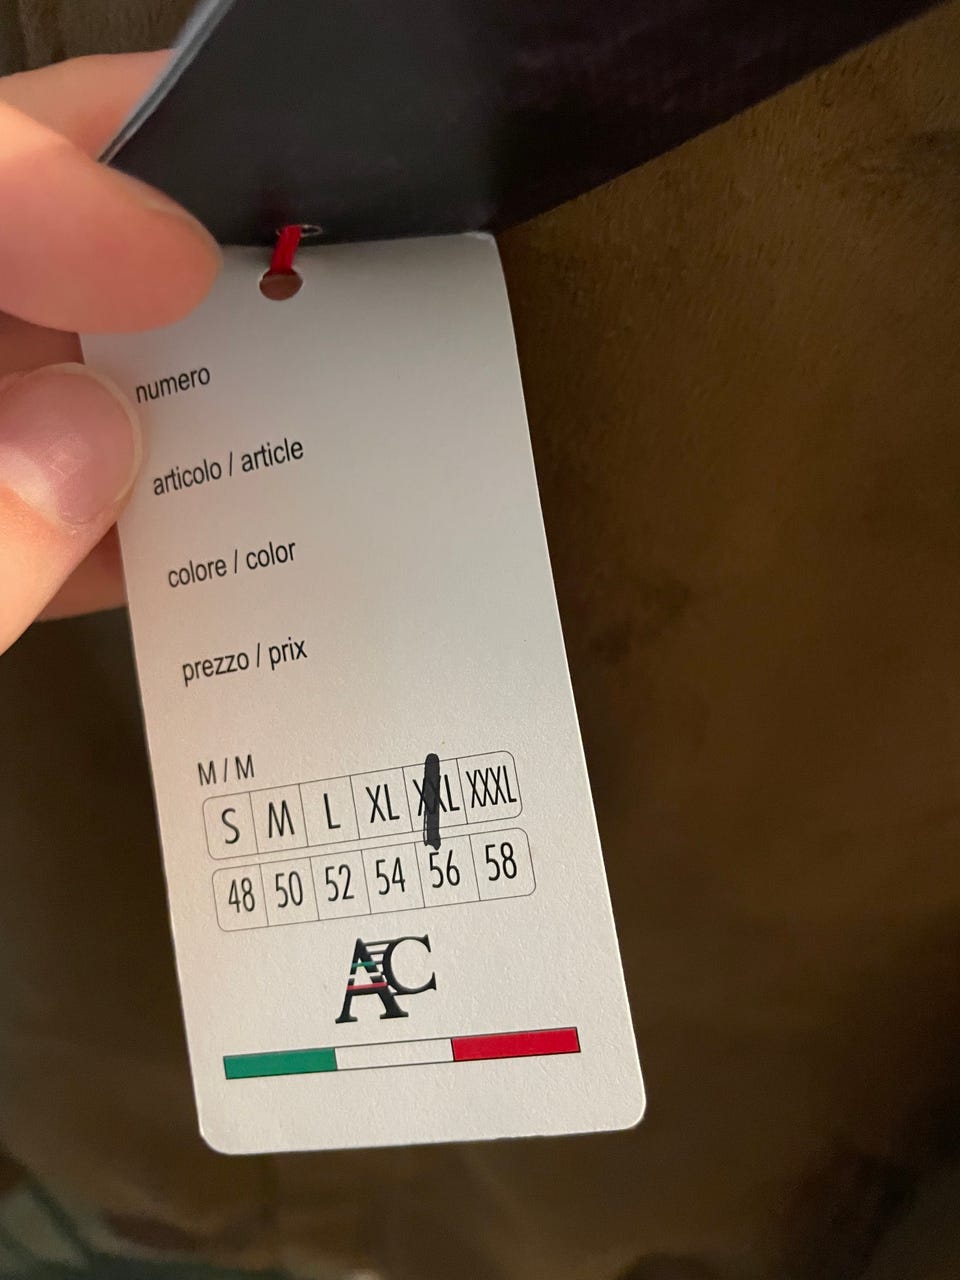 numero
articolo / article
colore / color
prezzo / prix
M / M
S M L XL XXL XXXL
48 50 52 54 56 58
AC